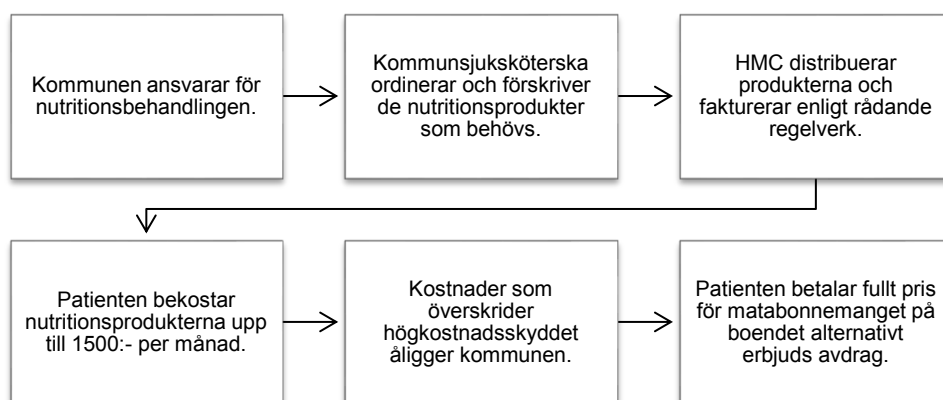 Kommunen ansvarar för
nutritionsbehandlingen.
Kommunsjuksköterska
ordinerar och förskriver
de nutritionsprodukter
som behövs.
HMC distribuerar
produkterna och
fakturerar enligt rådande
regelverk.
Patienten bekostar
nutritionsprodukterna upp
till 1500:- per månad.
Kostnader som
överskrider
högkostnadsskyddet
åligger kommunen.
Patienten betalar fullt pris
för matabonnemanget på
boendet alternativt
erbjuds avdrag.